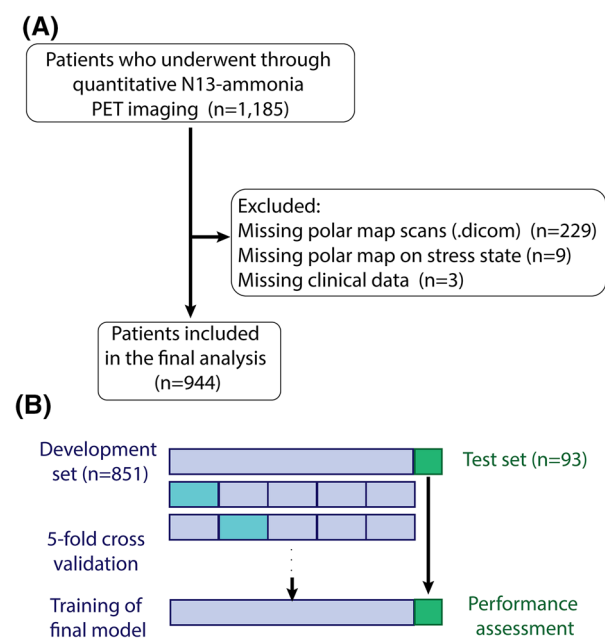 (A)
Patients who underwent through
quantitative N13-ammonia
PET imaging (n=1,185)
Excluded:
Missing polar map scans (.dicom) (n=229)
Missing polar map on stress state (n=9)
Missing clinical data (n=3)
Patients included
in the final analysis
(n=944)
(B)
Development
set (n=851)
Test set (n=93)
5-fold cross
validation
Training of
final model
Performance
assessment